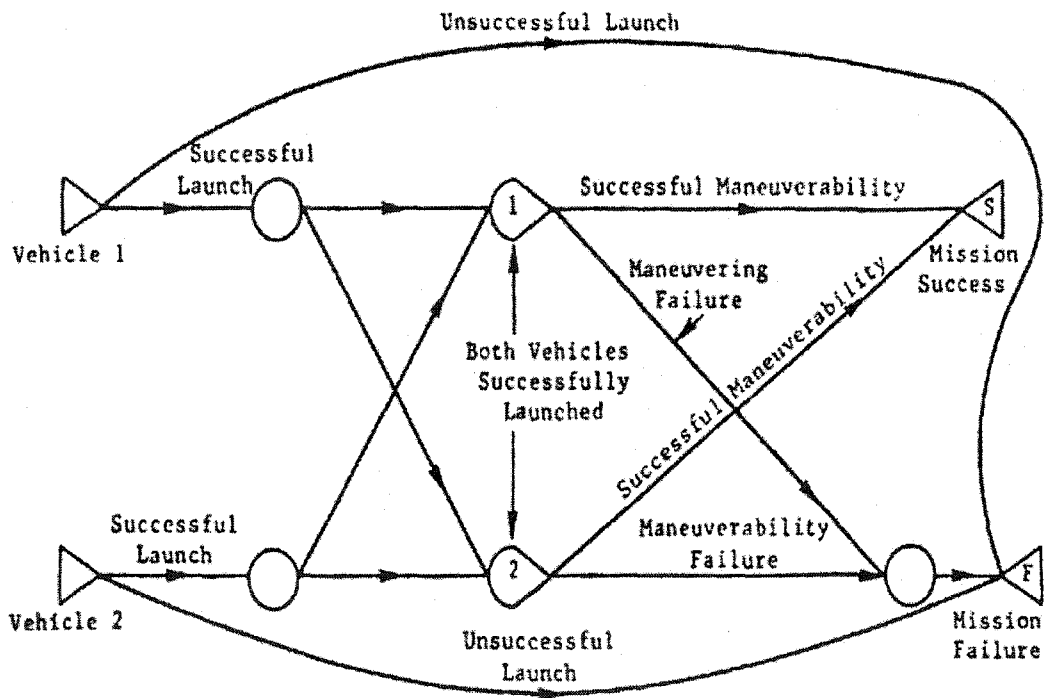 Unsuccessful Launch
Successful
Launch
Vehicle 1
1
Successful Maneuverability
S
Mission
Success
Maneuvering
Failure
Both Vehicles
Successfully
Launched
Successful Maneuverability
Successful
Launch
Vehicle 2
2
Maneuverability
Failure
F
Mission
Failure
Unsuccessful
Launch